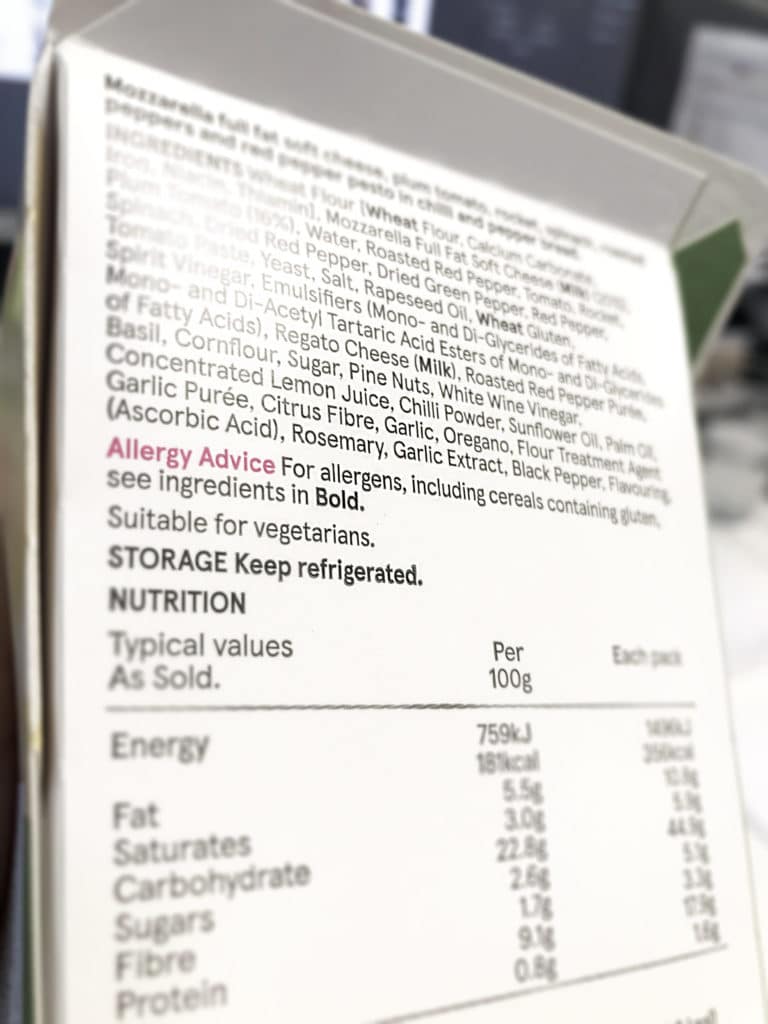 Mozzarella full fat soft cheese, plum tomato, rocket, spinach, roasted
peppers and red pepper pesto in chilli and pepper bread.
INGREDIENTS Wheat Flour [Wheat Flour, Calcium Carbonate,
Iron, Niacin, Thiamin], Mozzarella Full Fat Soft Cheese (Milk)
Plum Tomato (16%), Water, Roasted Red Pepper, Tomato, Rocket,
Spinach, Dried Red Pepper, Dried Green Pepper, Red Pepper,
Tomato Paste, Yeast, Salt, Rapeseed Oil, Wheat Gluten,
Spirit Vinegar, Emulsifiers (Mono- and Di-Glycerides of Fatty Acids,
Mono- and Di-Acetyl Tartaric Acid Esters of Mono- and Di-Glycerides
of Fatty Acids), Regato Cheese (Milk), Roasted Red Pepper Purée,
Basil, Cornflour, Sugar, Pine Nuts, White Wine Vinegar,
Concentrated Lemon Juice, Chilli Powder, Sunflower Oil, Palm Oil,
Garlic Purée, Citrus Fibre, Garlic, Oregano, Flour Treatment Agent
(Ascorbic Acid), Rosemary, Garlic Extract, Black Pepper, Flavouring.
Allergy Advice For allergens, including cereals containing gluten,
see ingredients in Bold.
Suitable for vegetarians.
STORAGE Keep refrigerated.
NUTRITION
Typical values Per Each pack
As Sold. 100g
Energy 759kJ
181kcal
Fat 5.5g
Saturates 3.0g
Carbohydrate 22.8g
Sugars 2.6g
Fibre 1.7g
Protein 9.1g
0.8g